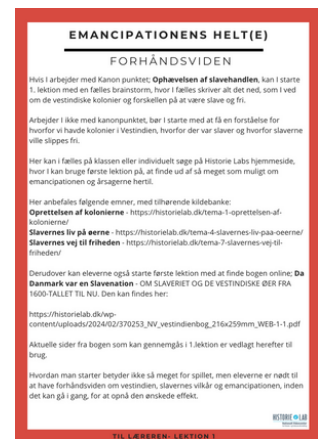 EMANCIPATIONENS HELT(E)
FORHÅNDSVIDEN
Hvis I arbejder med Kanon punktet; Ophævelsen af slavehandlen, kan I starte
1. lektion med en fælles brainstorm, hvor I fælles skriver alt det ned, som I ved
om de vestindiske kolonier og forskellen på at være slave og fri.
Arbejder I ikke med kanonpunktet, bør I starte med at få en forståelse for
hvorfor vi havde kolonier i Vestindien, hvorfor der var slaver og hvorfor slaverne
ville slippes fri.
Her kan i fælles på klassen eller individuelt søge på Historie Labs hjemmeside,
hvor I kan bruge første lektion på, at finde ud af så meget som muligt om
emancipationen og årsagerne hertil.
Her anbefales følgende emner, med tilhørende kildebænke:
Oprettelsen af kolonierne - https://historielab.dk/tema-1-oprettelsen-af-
kolonierne/
Slavernes liv på øerne - https://historielab.dk/tema-4-slavernes-liv-paa-oeerne/
Slavernes vej til friheden - https://historielab.dk/tema-7-slavernes-vej-til-
friheden/
Derudover kan eleverne også starte første lektion med at finde bogen online; Da
Danmark var en Slavenation - OM SLAVERIET OG DE VESTINDISKE ØER FRA
1600-TALLET TIL NU. Den kan findes her:
https://historielab.dk/wp-
content/uploads/2024/02/370253_NV_vestindienbog_216x259mm_WEB-1-1.pdf
Aktuelle sider fra bogen som kan gennemgås i 1.lektion er vedlagt herefter til
brug.
Hvordan man starter betyder ikke så meget for spillet, men eleverne er nødt til
at have forhåndsviden om vestindien, slavernes vilkår og emancipationen, inden
det kan gå i gang, for at opnå den ønskede effekt.
HISTORIE LAB
TIL LÆREREN- LEKTION 1